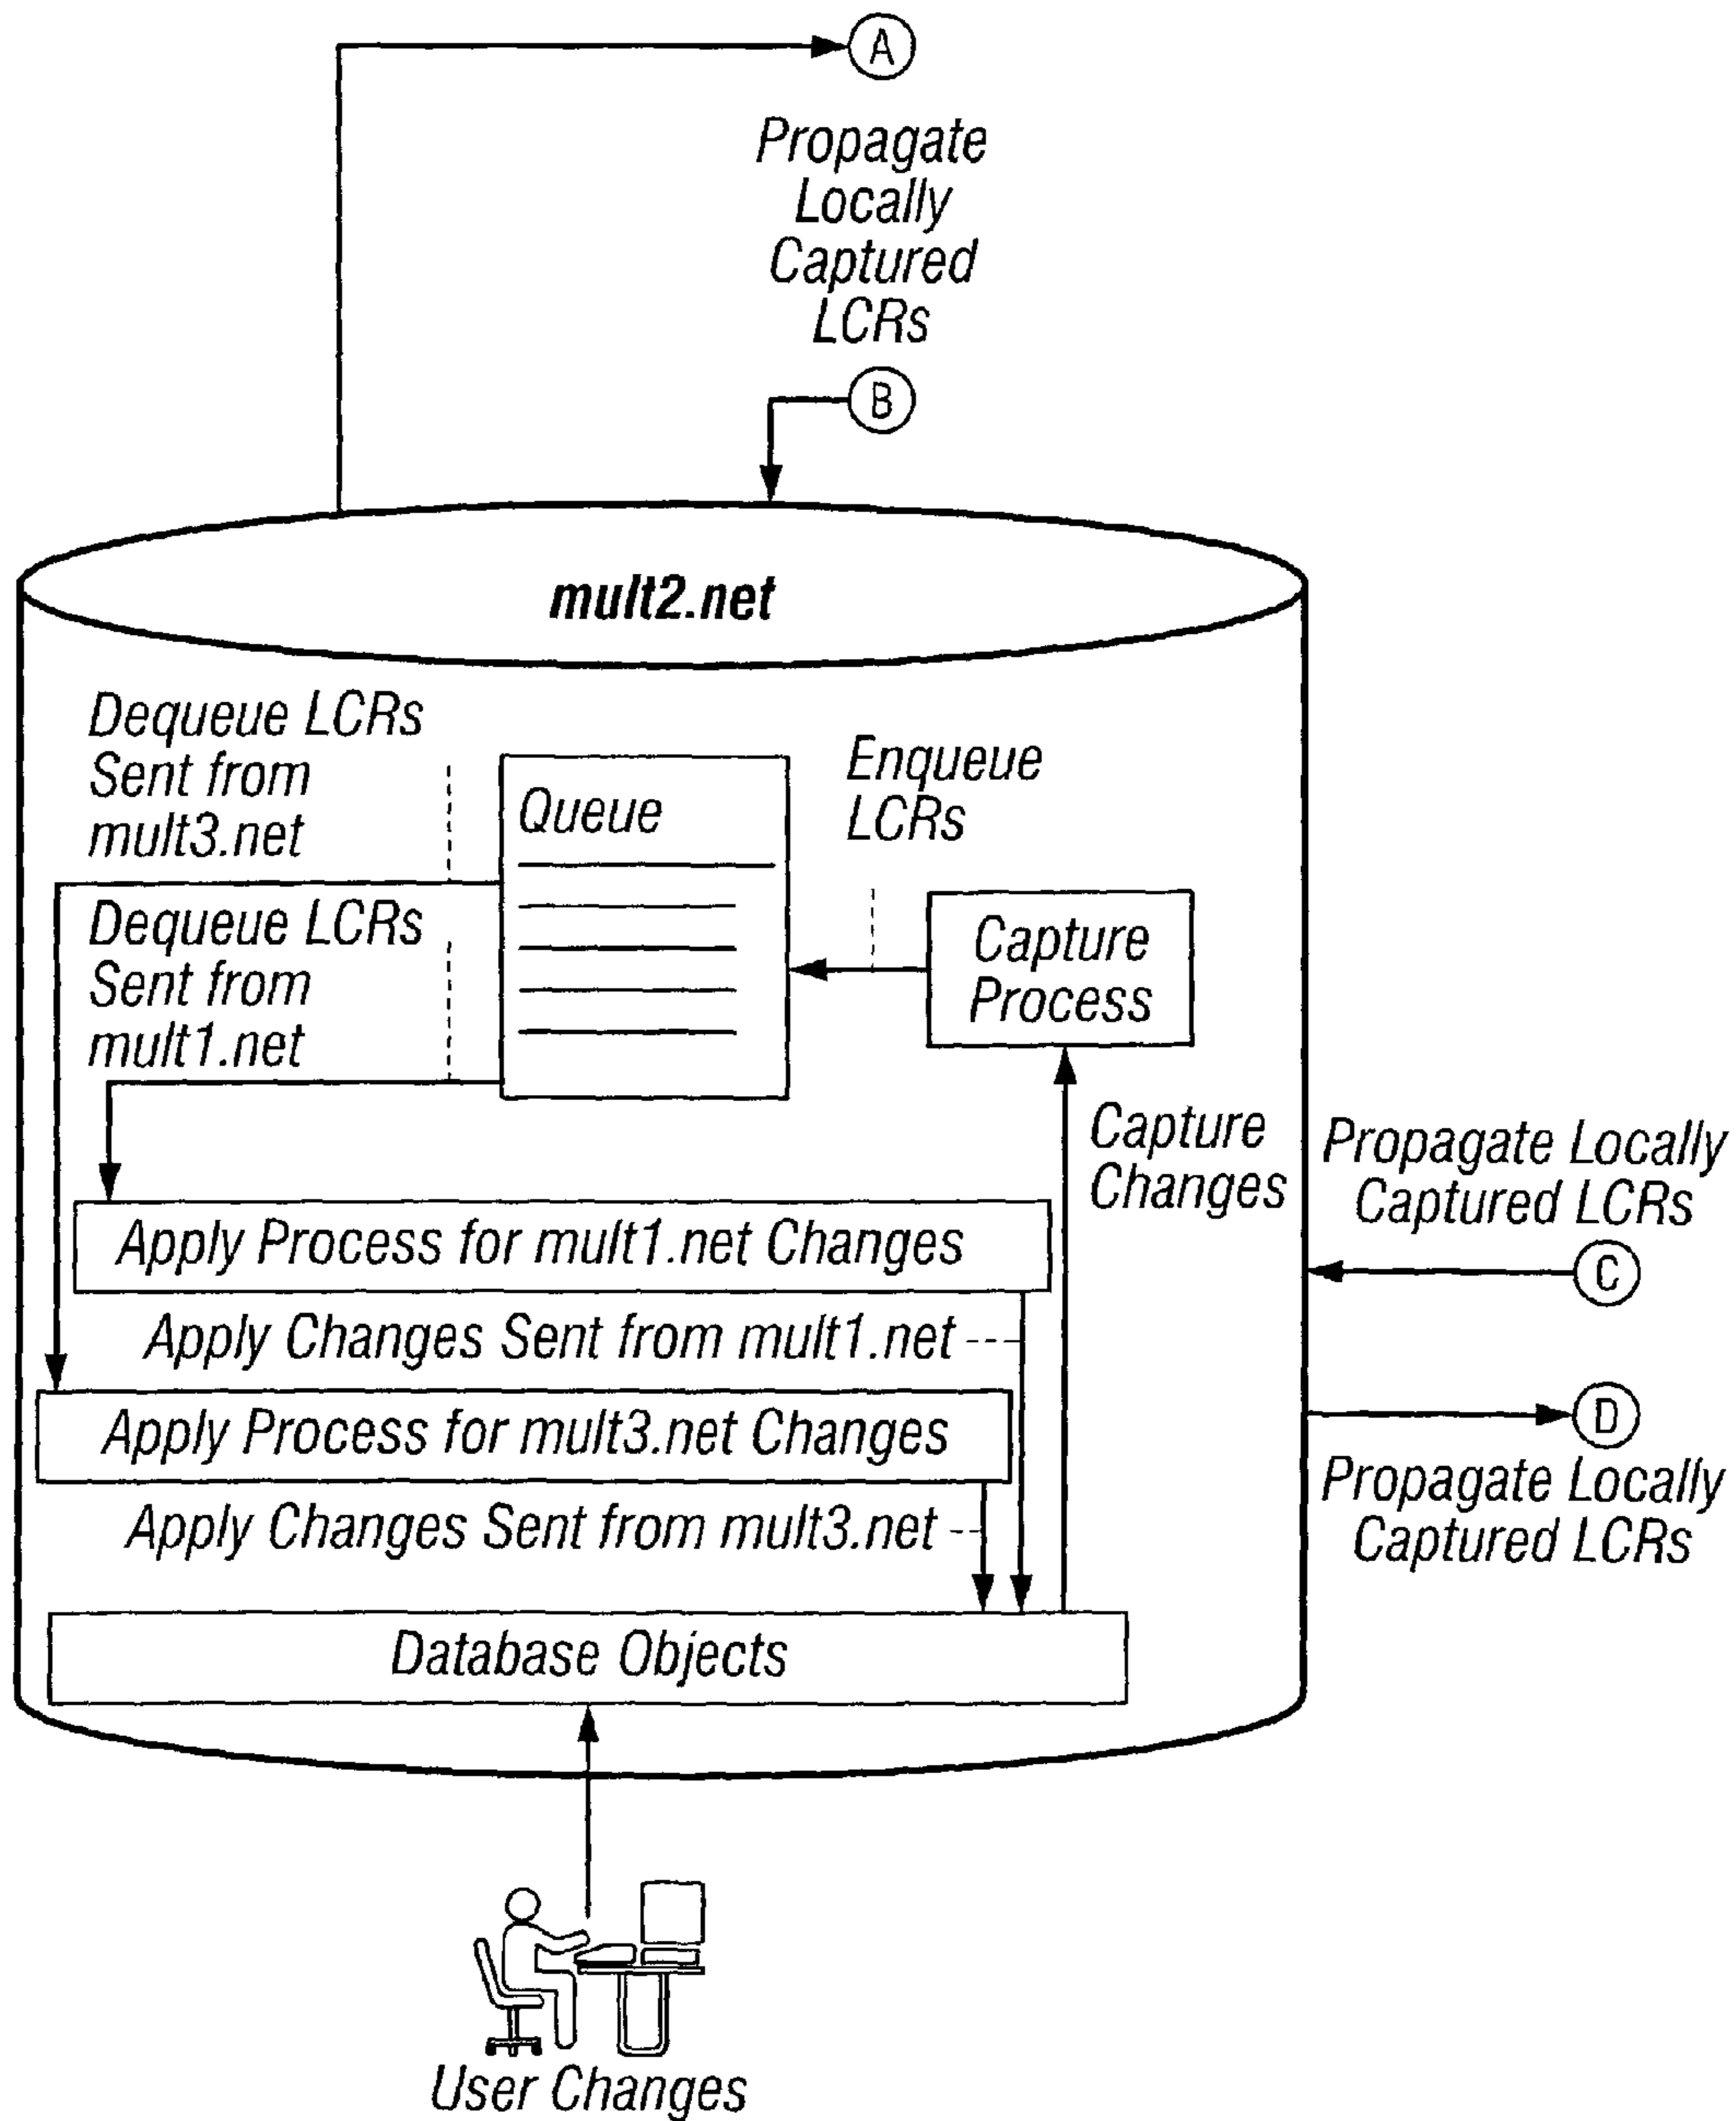 A
Propagate
Locally
Captured
LCRs
B
mult2.net
Dequeue LCRs
Sent from
mult3.net
Queue
Enqueue
LCRs
Dequeue LCRs
Sent from
mult1.net
Capture
Process
Capture
Changes
Propagate Locally
Captured LCRs
C
Apply Process for mult1.net Changes
Apply Changes Sent from mult1.net
Apply Process for mult3.net Changes
D
Propagate Locally
Captured LCRs
Apply Changes Sent from mult3.net
Database Objects
User Changes